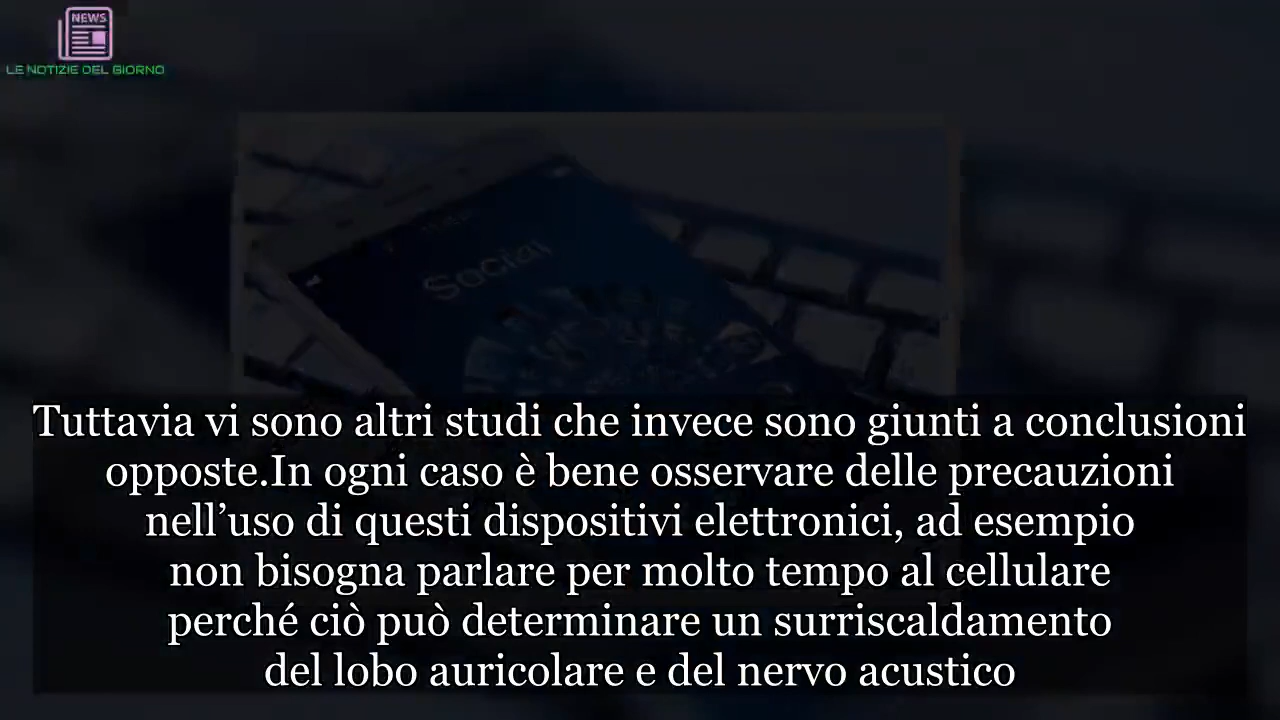 NEWS
LE NOTIZIE DEL GIORNO
Social
Tuttavia vi sono altri studi che invece sono giunti a conclusioni
opposte.In ogni caso è bene osservare delle precauzioni
nell’uso di questi dispositivi elettronici, ad esempio
non bisogna parlare per molto tempo al cellulare
perché ciò può determinare un surriscaldamento
del lobo auricolare e del nervo acustico